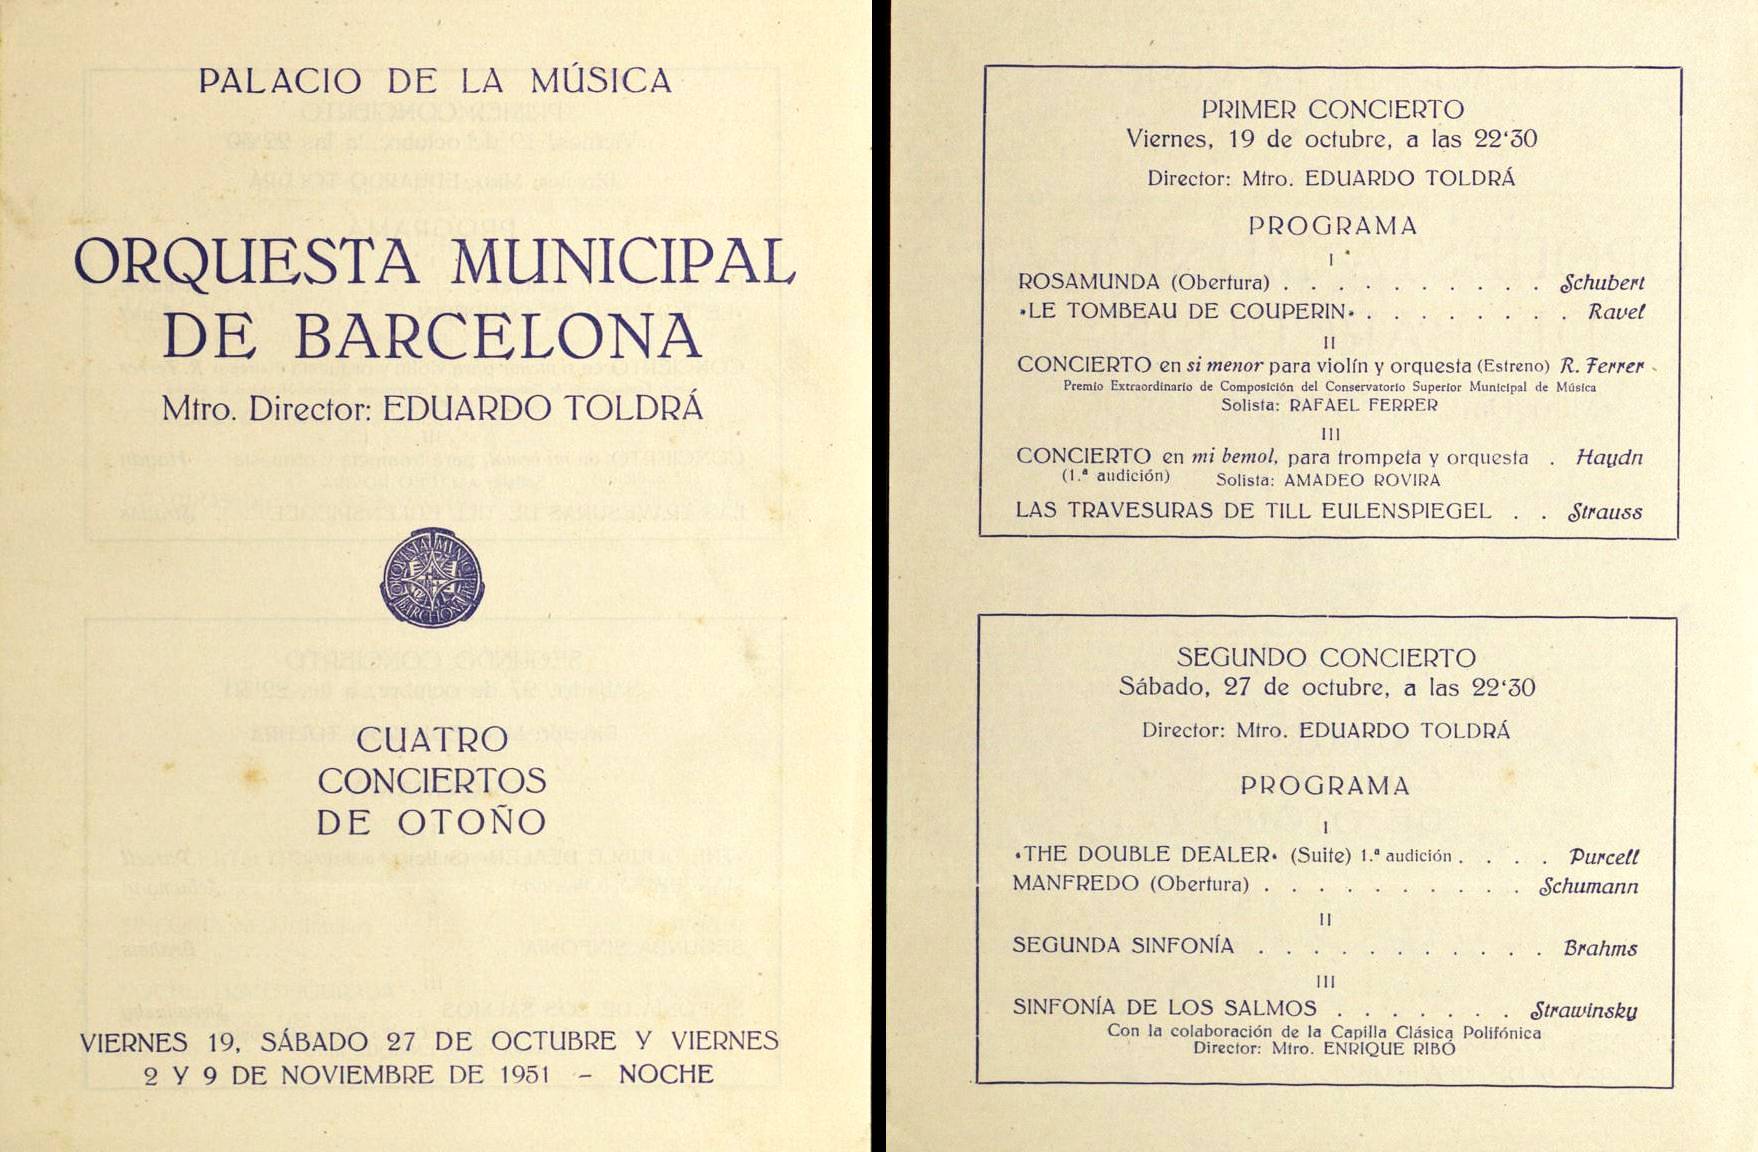 PALACIO DE LA MÚSICA
ORQUESTA MUNICIPAL
DE BARCELONA
Mtro. Director: EDUARDO TOLDRÁ
ORQUESTA MUNICIPAL
BARCELONA
CUATRO
CONCIERTOS
DE OTOÑO
VIERNES 19, SÁBADO 27 DE OCTUBRE Y VIERNES
2 Y 9 DE NOVIEMBRE DE 1951 - NOCHE
PRIMER CONCIERTO
Viernes, 19 de octubre, a las 22‘30
Director: Mtro. EDUARDO TOLDRÁ
PROGRAMA
I
ROSAMUNDA (Obertura) . . . . . . . . . . Schubert
«LE TOMBEAU DE COUPERIN» . . . . . . . . Ravel
II
CONCIERTO en si menor para violín y orquesta (Estreno) R. Ferrer
Premio Extraordinario de Composición del Conservatorio Superior Municipal de Música
Solista: RAFAEL FERRER
III
CONCIERTO en mi bemol, para trompeta y orquesta . Haydn
(1.ª audición) Solista: AMADEO ROVIRA
LAS TRAVESURAS DE TILL EULENSPIEGEL . . Strauss
SEGUNDO CONCIERTO
Sábado, 27 de octubre, a las 22‘30
Director: Mtro. EDUARDO TOLDRÁ
PROGRAMA
I
«THE DOUBLE DEALER» (Suite) 1.ª audición . . . . Purcell
MANFREDO (Obertura) . . . . . . . . . . Schumann
II
SEGUNDA SINFONÍA . . . . . . . . . . . Brahms
III
SINFONÍA DE LOS SALMOS . . . . . . . Strawinsky
Con la colaboración de la Capilla Clásica Polifónica
Director: Mtro. ENRIQUE RIBÓ